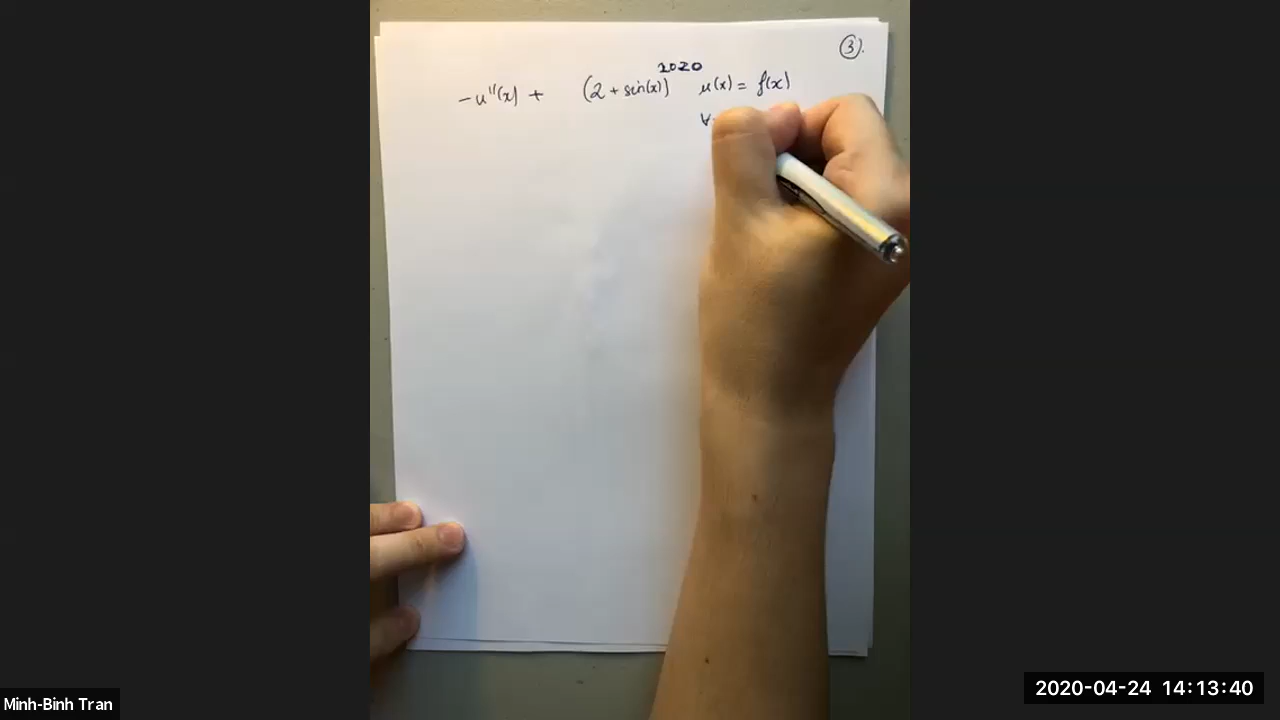 ③.
-u''(x) + (2 + sin(x))²⁰²⁰ u(x) = f(x)
∀
Minh-Binh Tran
2020-04-24 14:13:40